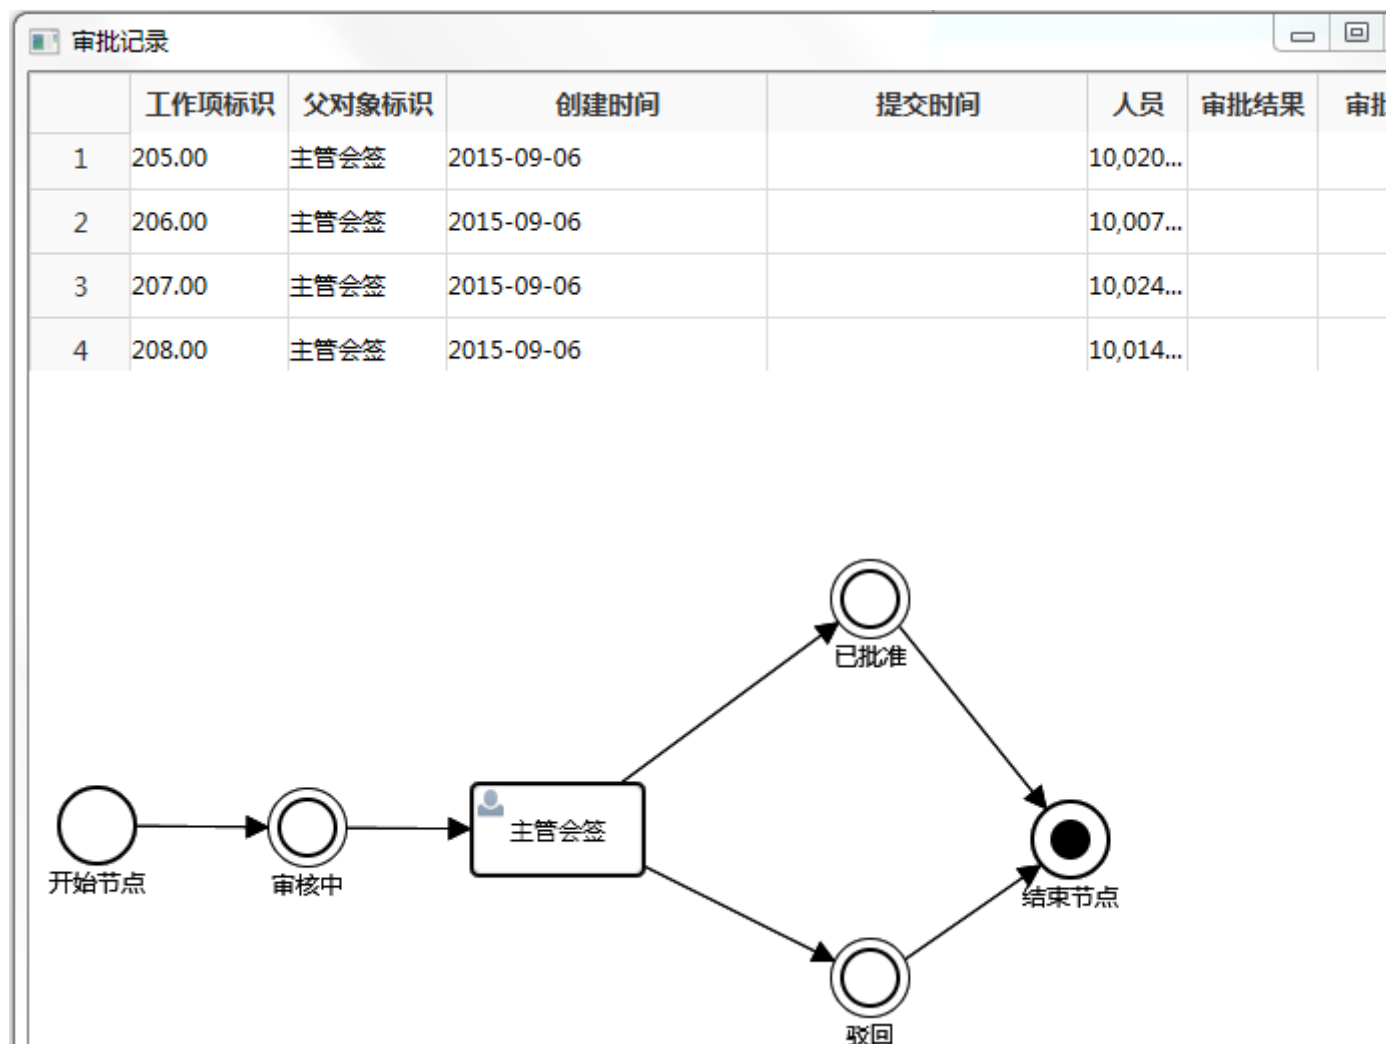 审批记录
工作项标识 父对象标识 创建时间 提交时间 人员 审批结果 审批
1 205.00 主管会签 2015-09-06 10,020...
2 206.00 主管会签 2015-09-06 10,007...
3 207.00 主管会签 2015-09-06 10,024...
4 208.00 主管会签 2015-09-06 10,014...
已批准
主管会签
开始节点
审核中
结束节点
驳回